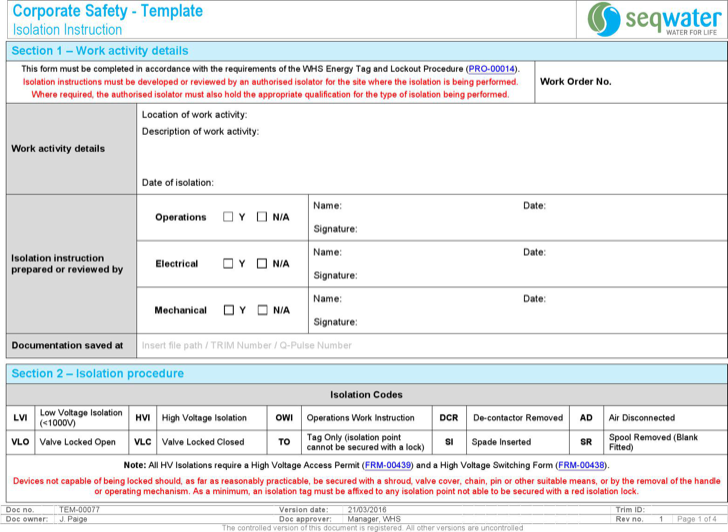 Corporate Safety - Template
Isolation Instruction
seqwater
WATER FOR LIFE
Section 1 – Work activity details
This form must be completed in accordance with the requirements of the WHS Energy Tag and Lockout Procedure (PRO-00014).
Isolation instructions must be developed or reviewed by an authorised isolator for the site where the isolation is being performed.
Where required, the authorised isolator must also hold the appropriate qualification for the type of isolation being performed.
Work Order No.
Work activity details
Location of work activity:
Description of work activity:
Date of isolation:
Isolation instruction
prepared or reviewed by
Operations ☐ Y ☐ N/A
Name: Date:
Signature:
Electrical ☐ Y ☐ N/A
Name: Date:
Signature:
Mechanical ☐ Y ☐ N/A
Name: Date:
Signature:
Documentation saved at
Insert file path / TRIM Number / Q-Pulse Number
Section 2 – Isolation procedure
Isolation Codes
LVI Low Voltage Isolation
(<1000V)
HVI High Voltage Isolation
OWI Operations Work Instruction
DCR De-contactor Removed
AD Air Disconnected
VLO Valve Locked Open
VLC Valve Locked Closed
TO Tag Only (isolation point
cannot be secured with a lock)
SI Spade Inserted
SR Spool Removed (Blank
Fitted)
Note: All HV Isolations require a High Voltage Access Permit (FRM-00439) and a High Voltage Switching Form (FRM-00438).
Devices not capable of being locked should, as far as reasonably practicable, be secured with a shroud, valve cover, chain, pin or other suitable means, or by the removal of the handle
or operating mechanism. As a minimum, an isolation tag must be affixed to any isolation point not able to be secured with a red isolation lock.
Doc no. TEM-00077 Version date: 21/03/2016 Trim ID:
Doc owner: J. Paige Doc approver: Manager, WHS Rev no. 1 Page 1 of 4
The controlled version of this document is registered. All other versions are uncontrolled